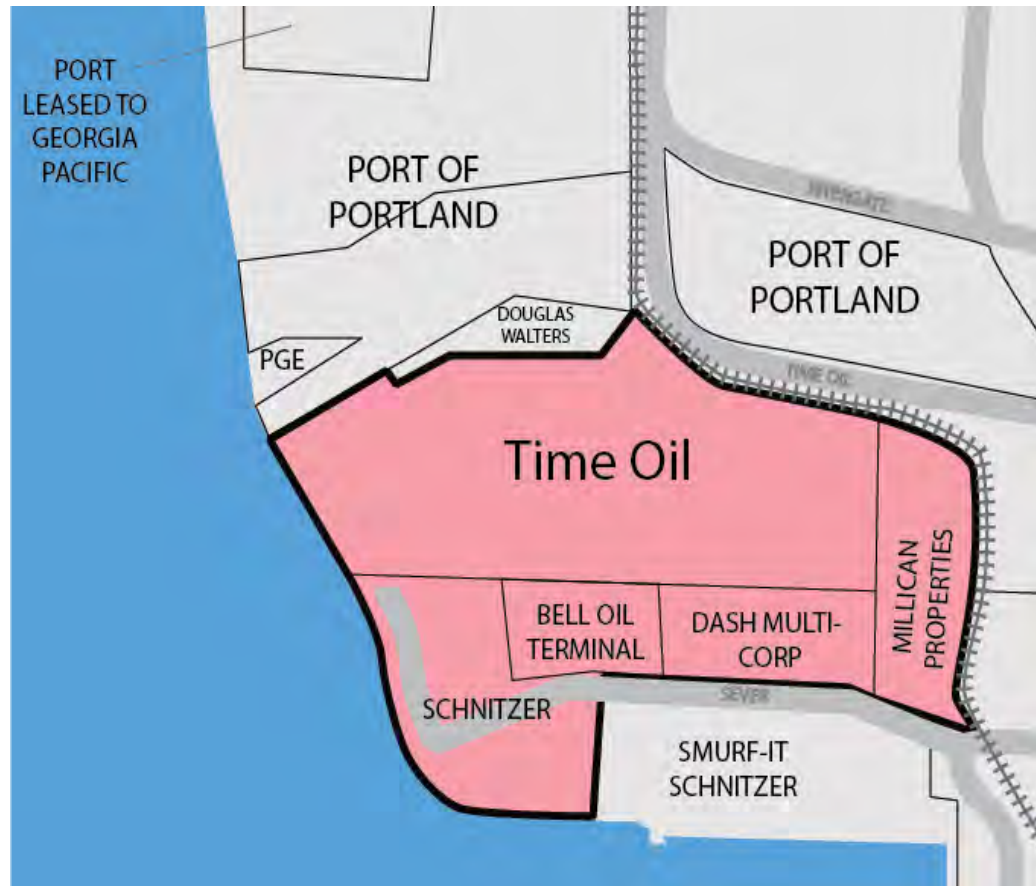 PORT
LEASED TO
GEORGIA
PACIFIC
PORT OF
PORTLAND
RIVERGATE
PORT OF
PORTLAND
DOUGLAS
WALTERS
PGE
TIME OIL
Time Oil
MILLICAN
PROPERTIES
BELL OIL
TERMINAL
DASH MULTI-
CORP
SEVER
SCHNITZER
SMURF-IT
SCHNITZER